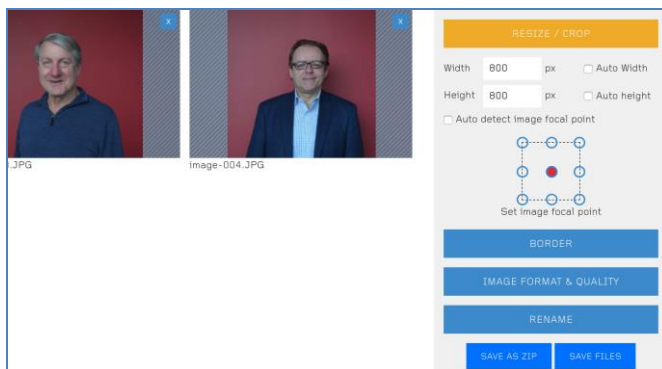 x
x
.JPG
image-004.JPG
RESIZE / CROP
Width 800 px Auto Width
Height 800 px Auto height
Auto detect image focal point
Set image focal point
BORDER
IMAGE FORMAT & QUALITY
RENAME
SAVE AS ZIP SAVE FILES